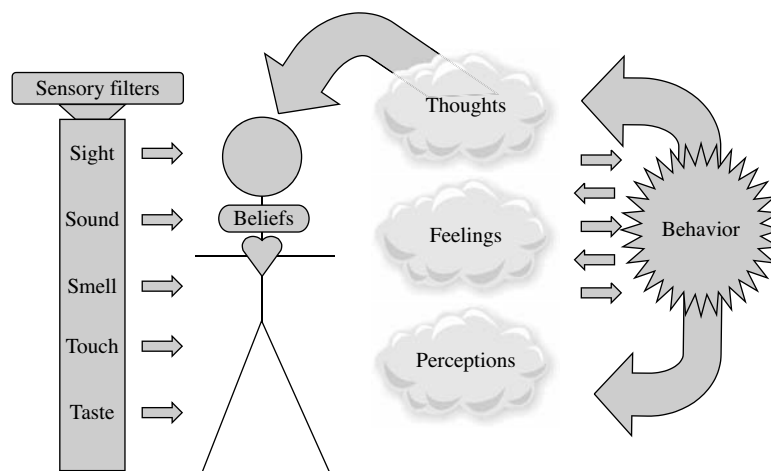 Sensory filters
Sight
Sound
Smell
Touch
Taste
Beliefs
Thoughts
Feelings
Perceptions
Behavior